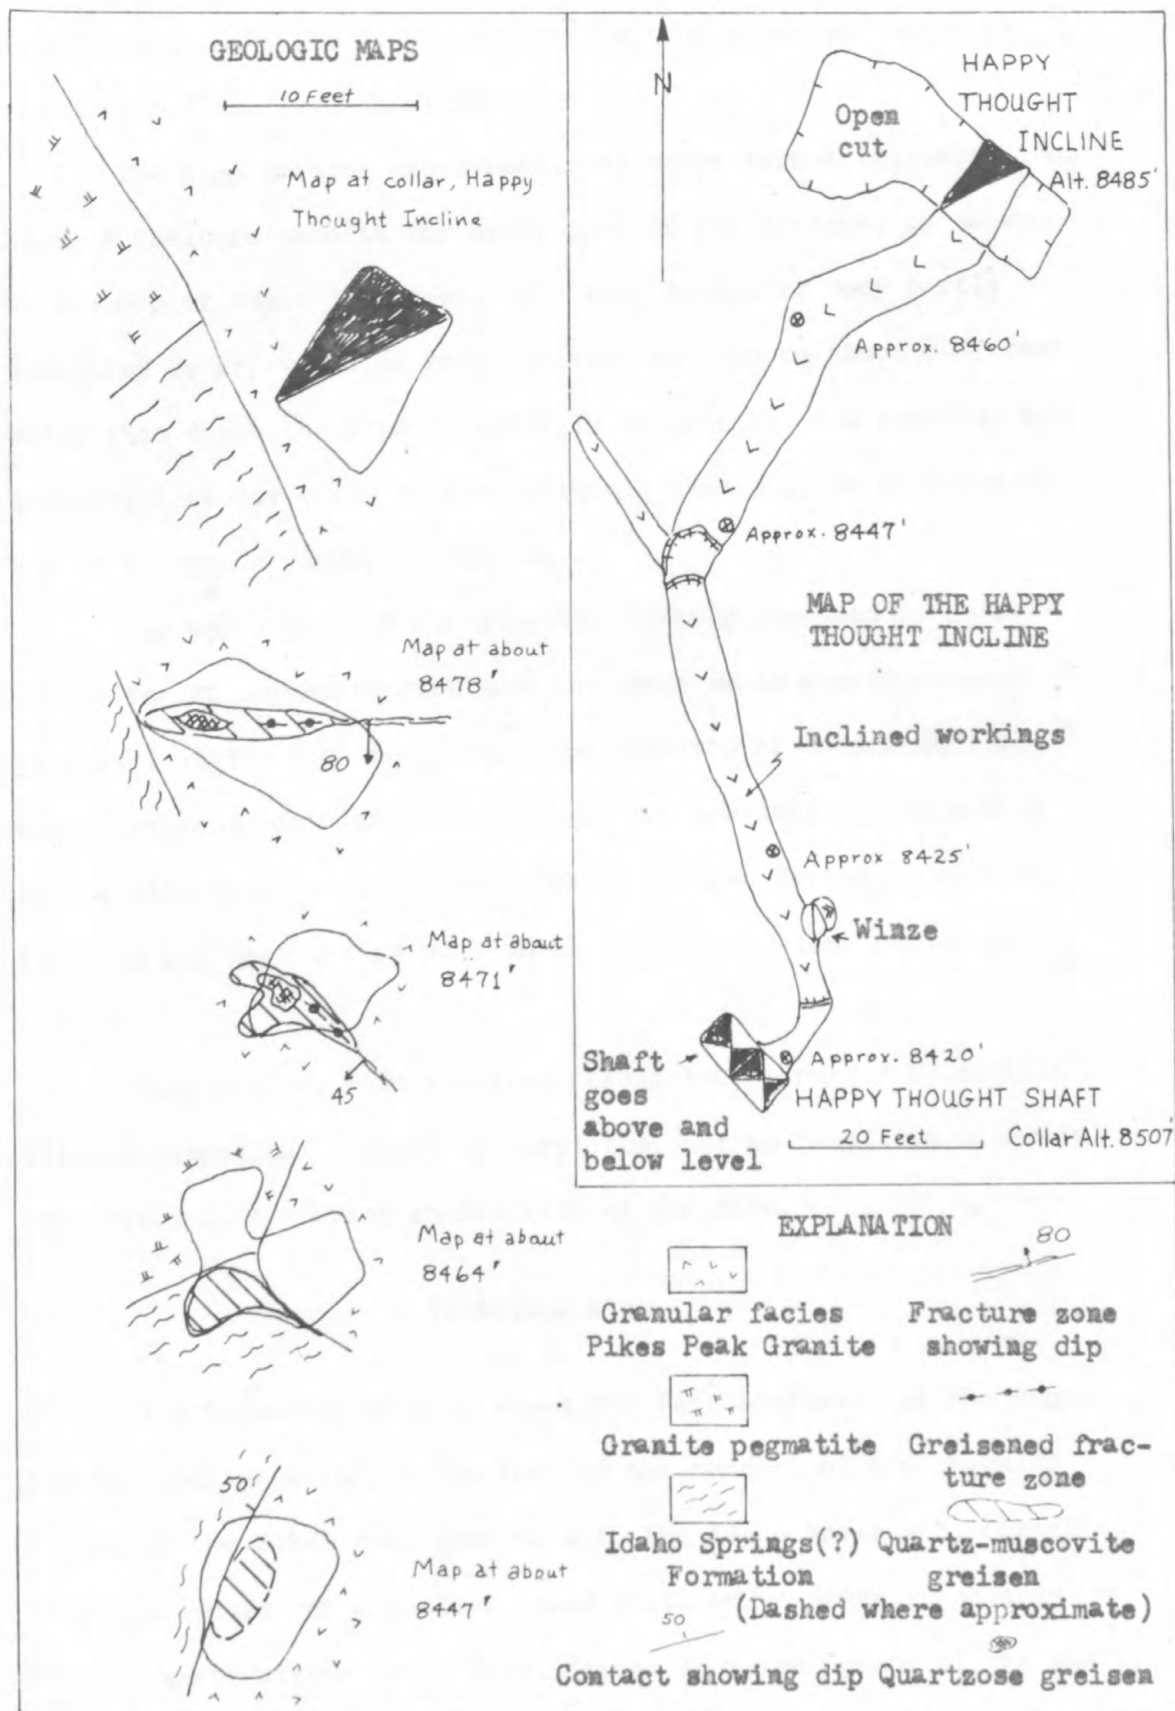 GEOLOGIC MAPS
10 Feet
Map at collar, Happy
Thought Incline
Map at about
8478'
80
Map at about
8471'
45
Map at about
8464'
50
Map at about
8447'
N
Open
cut
HAPPY
THOUGHT
INCLINE
Alt. 8485'
Approx. 8460'
Approx. 8447'
MAP OF THE HAPPY
THOUGHT INCLINE
Inclined workings
Approx 8425'
Winze
Shaft
goes
above and
below level
Approx. 8420'
HAPPY THOUGHT SHAFT
20 Feet
Collar Alt. 8507'
EXPLANATION
Granular facies
Pikes Peak Granite
80
Fracture zone
showing dip
Granite pegmatite
Greisened frac-
ture zone
Idaho Springs(?)
Formation
Quartz-muscovite
greisen
(Dashed where approximate)
50
Contact showing dip
Quartzose greisen